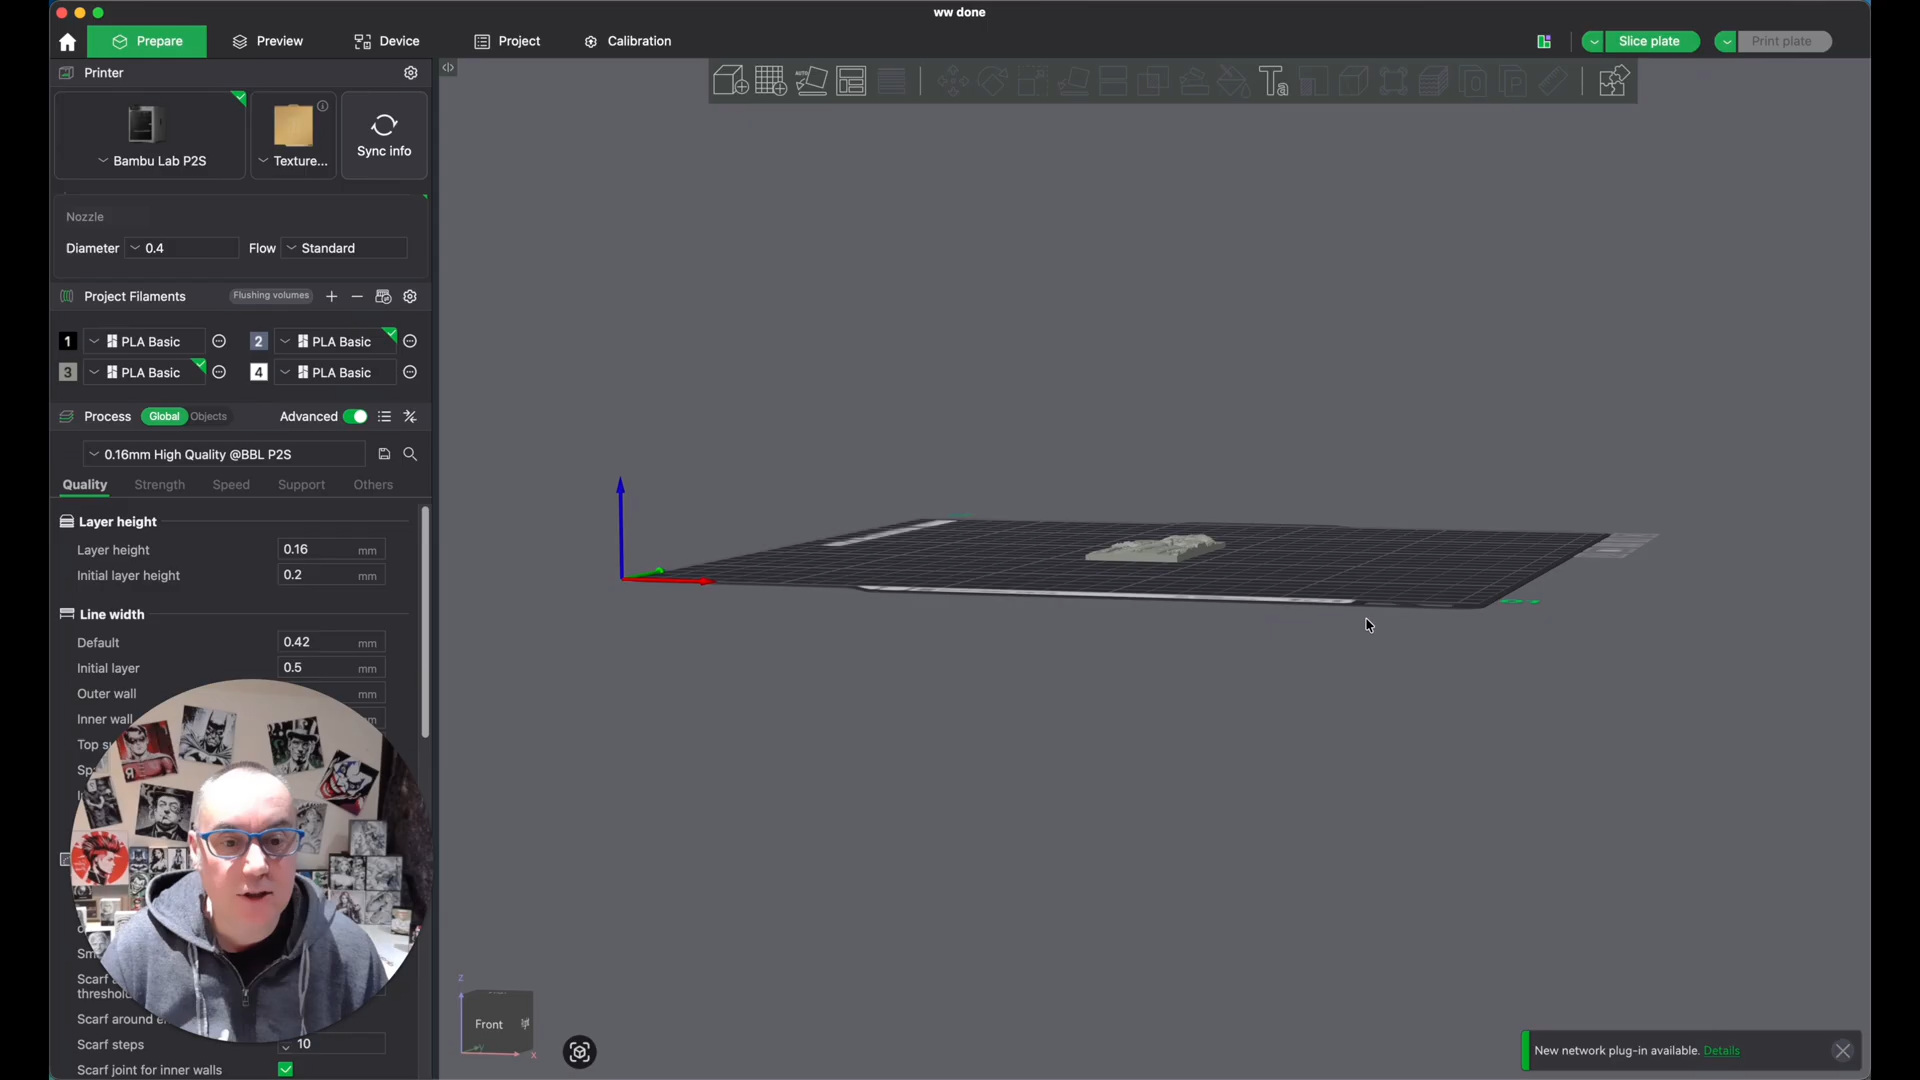 ww done
Prepare
Preview
Device
Project
Calibration
Slice plate
Print plate
Printer
Bambu Lab P2S
Texture...
Sync info
Nozzle
Diameter 0.4 Flow Standard
Project Filaments Flushing volumes
1 PLA Basic 2 PLA Basic
3 PLA Basic 4 PLA Basic
Process Global Objects Advanced
0.16mm High Quality @BBL P2S
Quality Strength Speed Support Others
Layer height
Layer height 0.16 mm
Initial layer height 0.2 mm
Line width
Default 0.42 mm
Initial layer 0.5 mm
Outer wall mm
Inner wall mm
Scarf steps 10
Scarf joint for inner walls
Front
z
x
New network plug-in available. Details